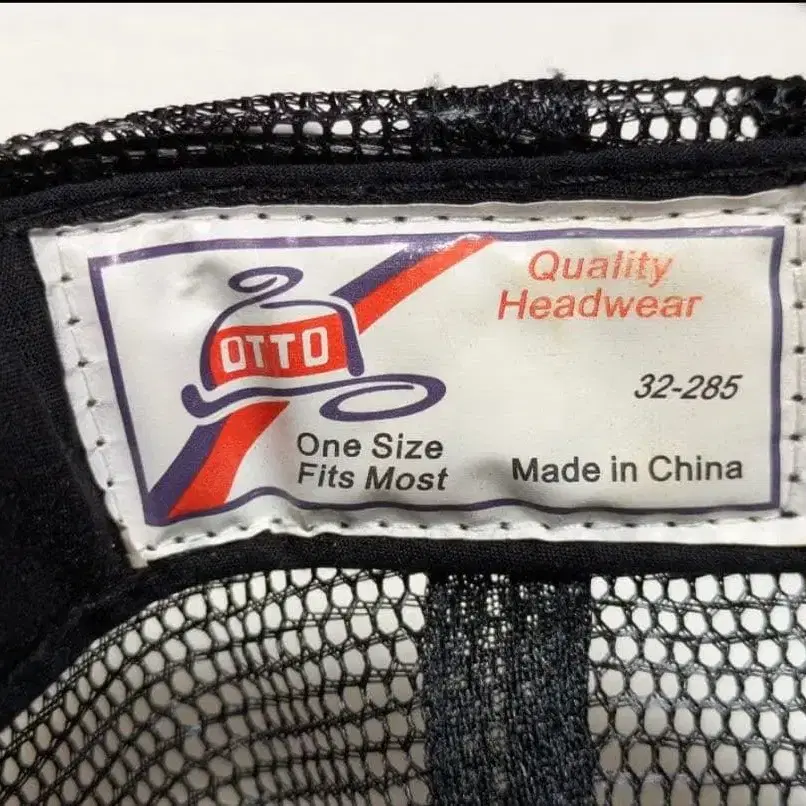 OTTO
Quality
Headwear
32-285
One Size
Fits Most
Made in China